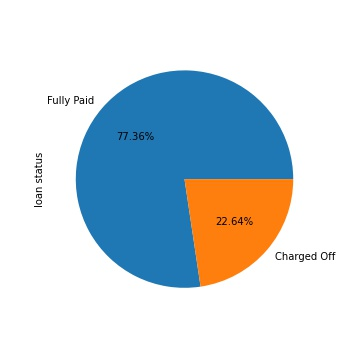 Fully Paid
77.36%
loan status
22.64%
Charged Off